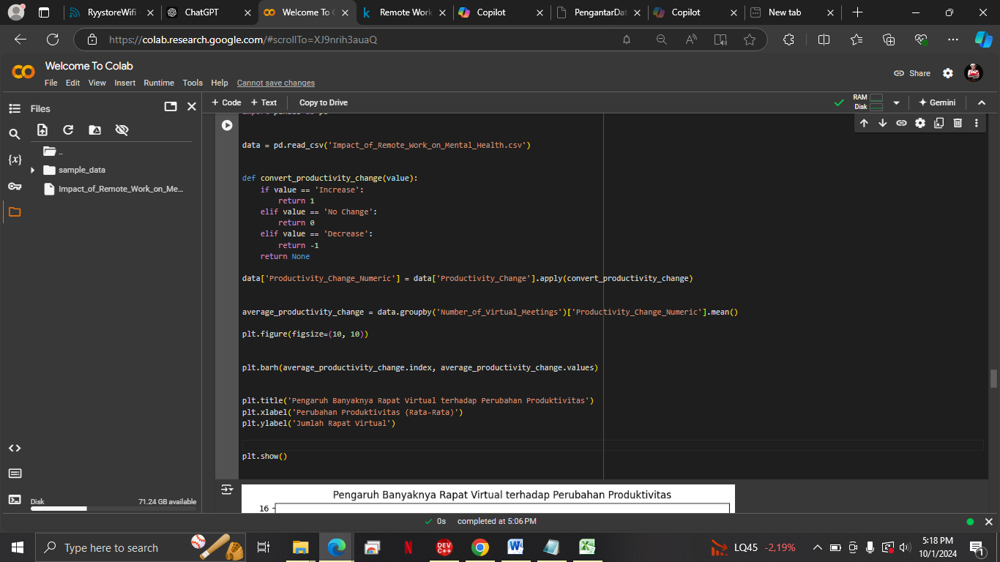 RyystoreWifi -
ChatGPT
Welcome To C
Remote Work
Copilot
PengantarDat
Copilot
New tab
https://colab.research.google.com/#scrollTo=XJ9nrih3auaQ
Welcome To Colab
File Edit View Insert Runtime Tools Help Cannot save changes
Share
+ Code + Text Copy to Drive
RAM
Disk
Gemini
Files
..
sample_data
Impact_of_Remote_Work_on_Me...
{x}
data = pd.read_csv('Impact_of_Remote_Work_on_Mental_Health.csv')
def convert_productivity_change(value):
if value == 'Increase':
return 1
elif value == 'No Change':
return 0
elif value == 'Decrease':
return -1
return None
data['Productivity_Change_Numeric'] = data['Productivity_Change'].apply(convert_productivity_change)
average_productivity_change = data.groupby('Number_of_Virtual_Meetings')['Productivity_Change_Numeric'].mean()
plt.figure(figsize=(10, 10))
plt.barh(average_productivity_change.index, average_productivity_change.values)
plt.title('Pengaruh Banyaknya Rapat Virtual terhadap Perubahan Produktivitas')
plt.xlabel('Perubahan Produktivitas (Rata-Rata)')
plt.ylabel('Jumlah Rapat Virtual')
plt.show()
Pengaruh Banyaknya Rapat Virtual terhadap Perubahan Produktivitas
16
Disk 71.24 GB available
0s completed at 5:06 PM
Type here to search
DEV C++
LQ45 -2,19%
5:18 PM
10/1/2024
1